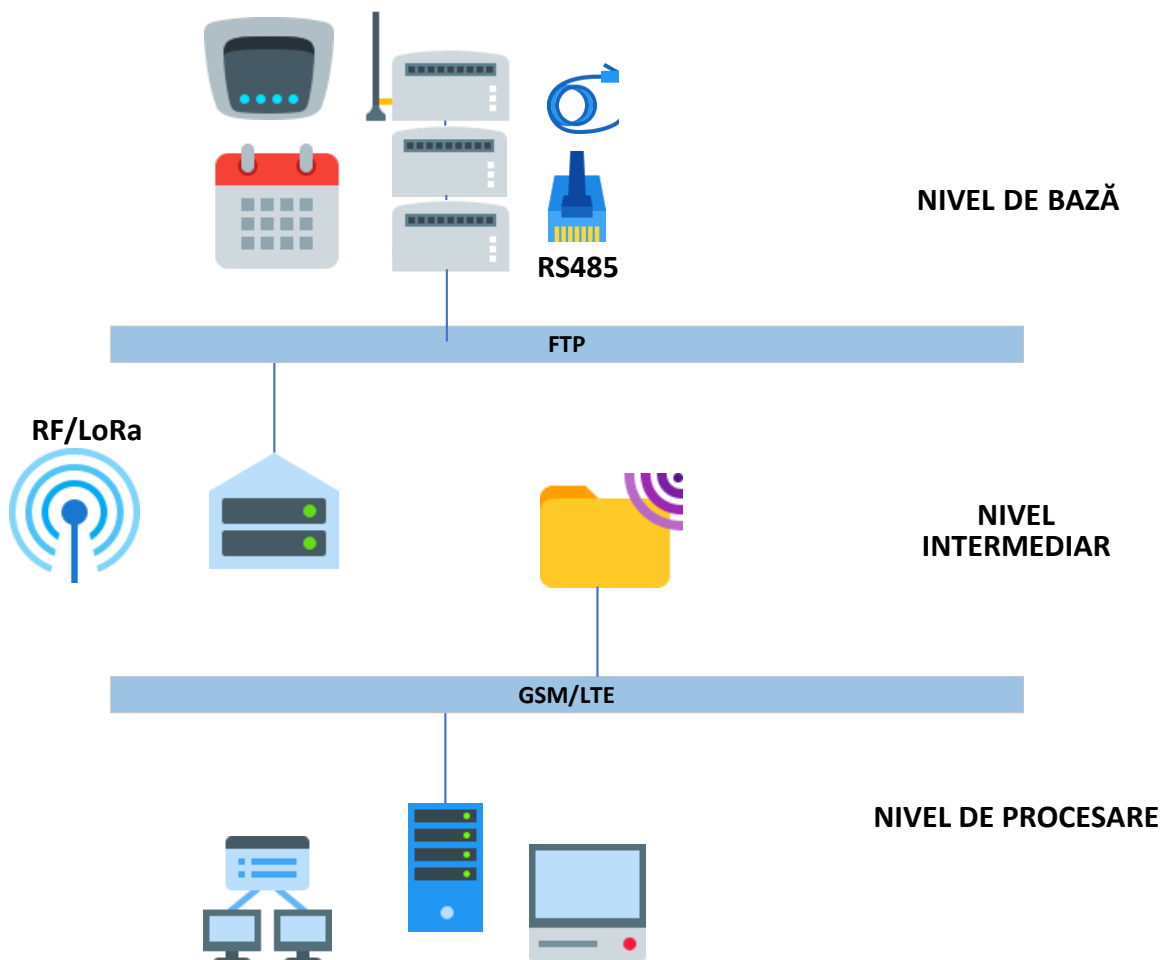 NIVEL DE BAZĂ
RS485
FTP
RF/LoRa
NIVEL
INTERMEDIAR
GSM/LTE
NIVEL DE PROCESARE